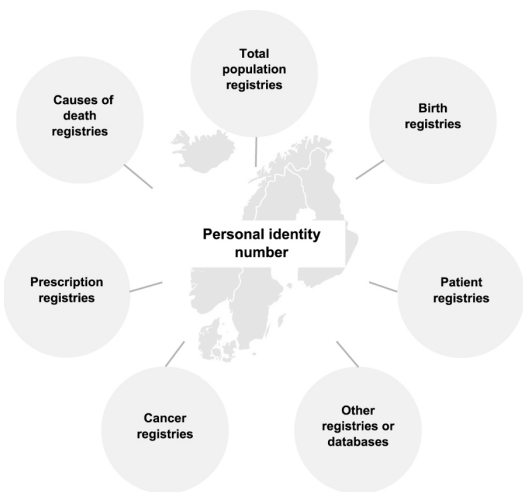 Total
population
registries
Causes of
death
registries
Birth
registries
Personal identity
number
Prescription
registries
Patient
registries
Cancer
registries
Other
registries or
databases